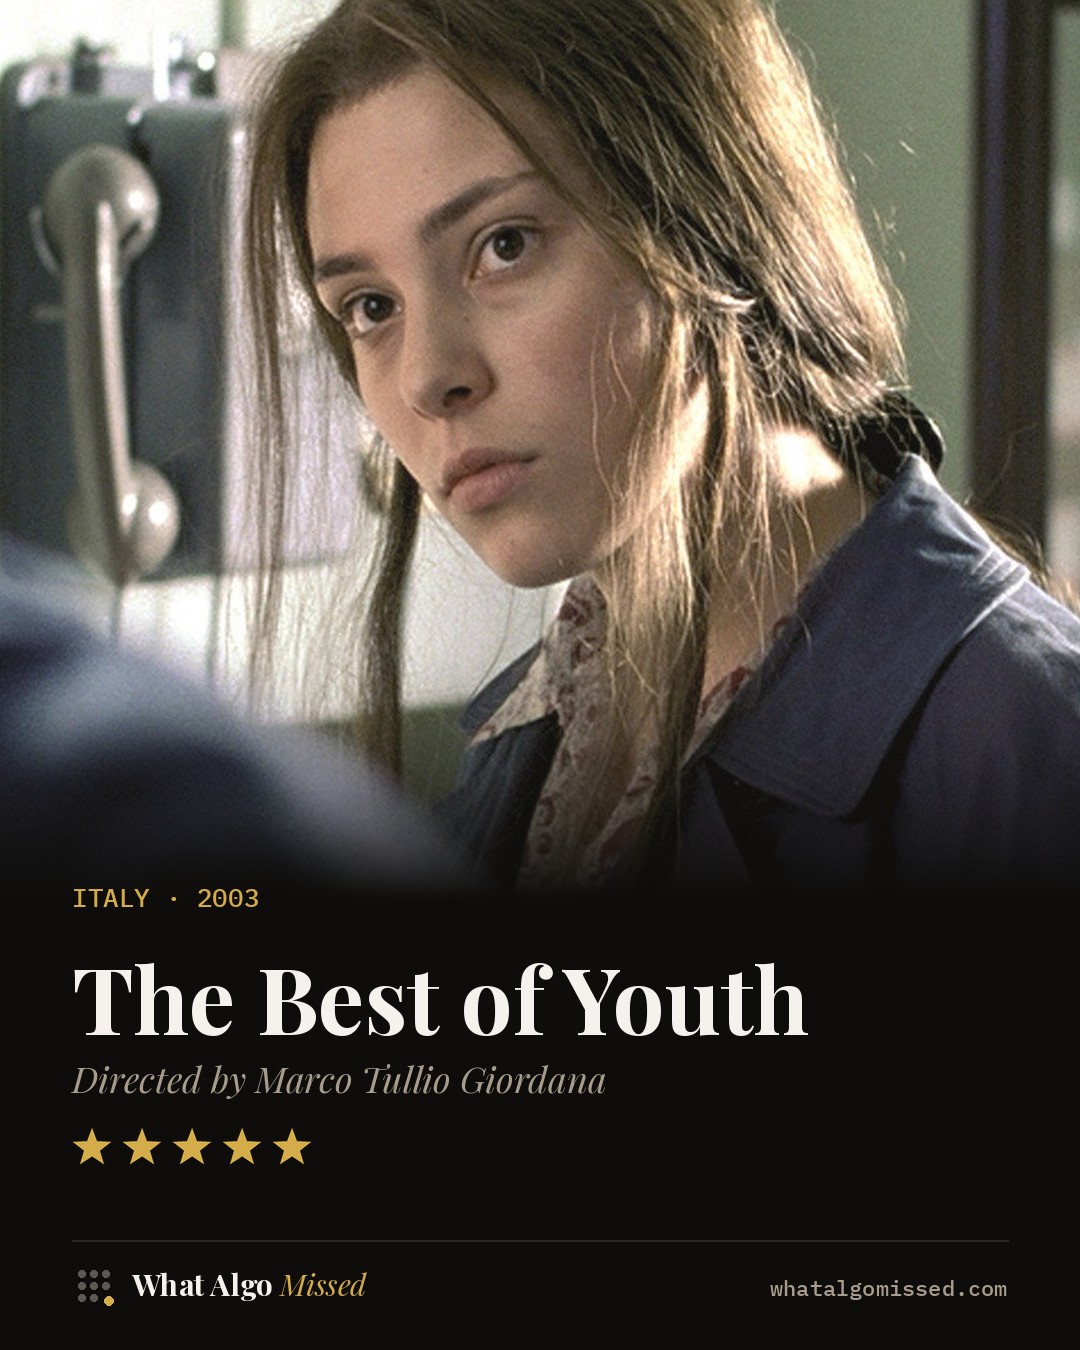 ITALY · 2003
The Best of Youth
Directed by Marco Tullio Giordana
What Algo Missed
whatalgomissed.com